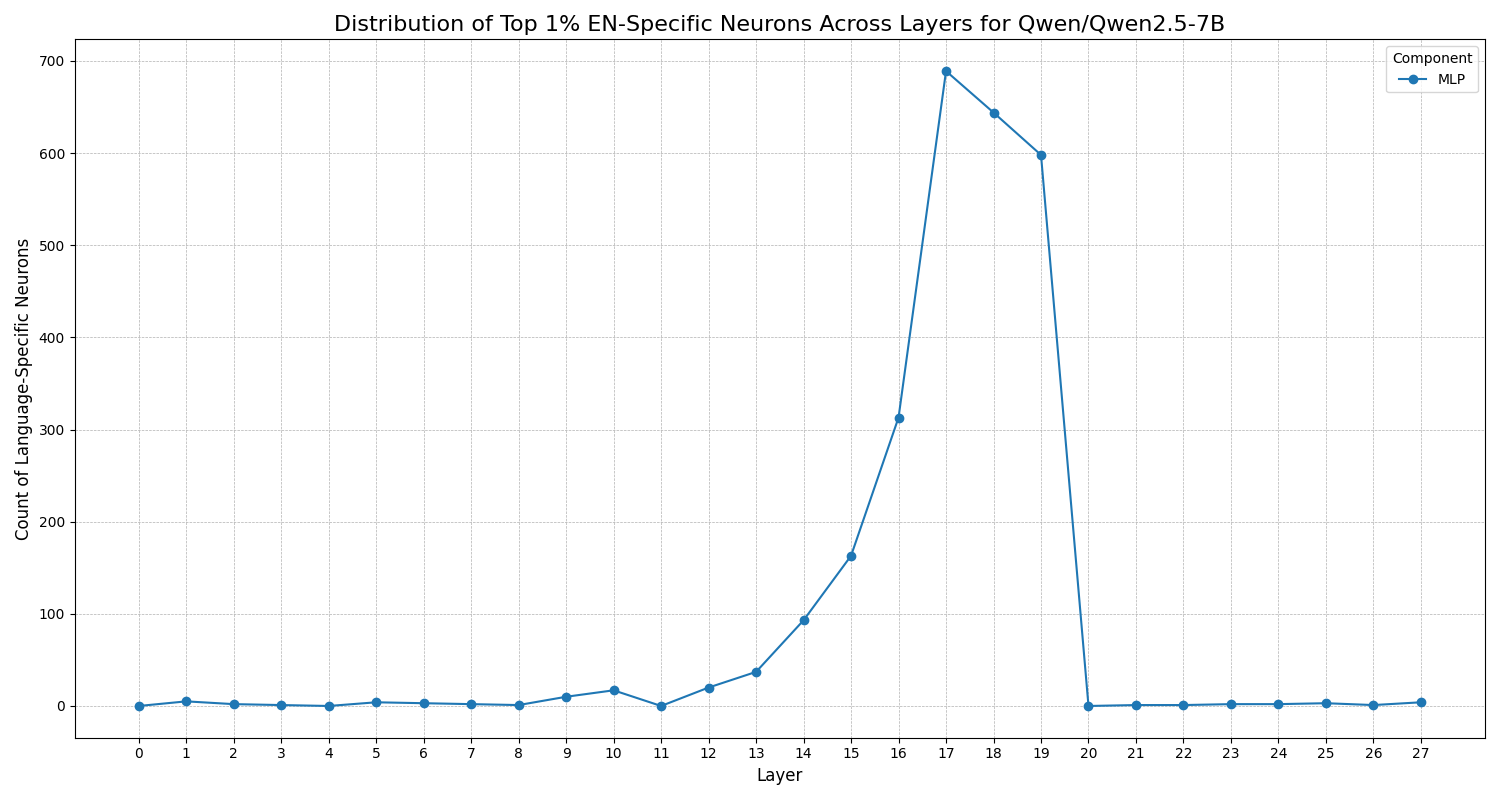 Distribution of Top 1% EN-Specific Neurons Across Layers for Qwen/Qwen2.5-7B
Component
MLP
Count of Language-Specific Neurons
700
600
500
400
300
200
100
0
0 1 2 3 4 5 6 7 8 9 10 11 12 13 14 15 16 17 18 19 20 21 22 23 24 25 26 27
Layer